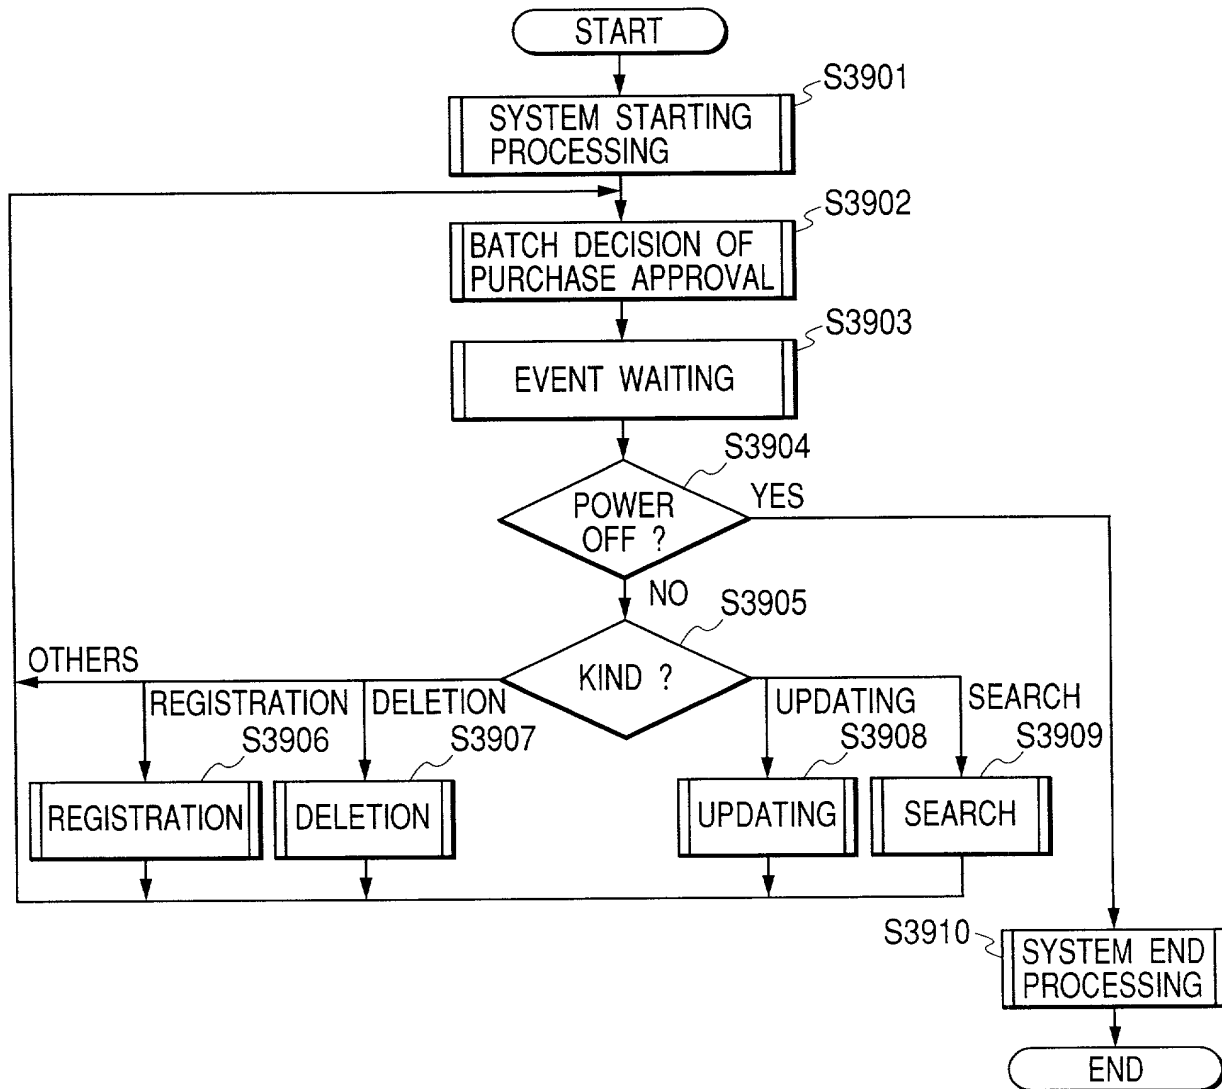 START
S3901
SYSTEM STARTING
PROCESSING
S3902
BATCH DECISION OF
PURCHASE APPROVAL
S3903
EVENT WAITING
S3904
POWER
OFF ?
YES
NO
S3905
KIND ?
OTHERS
REGISTRATION
DELETION
UPDATING
SEARCH
S3906
S3907
S3908
S3909
REGISTRATION
DELETION
UPDATING
SEARCH
S3910
SYSTEM END
PROCESSING
END